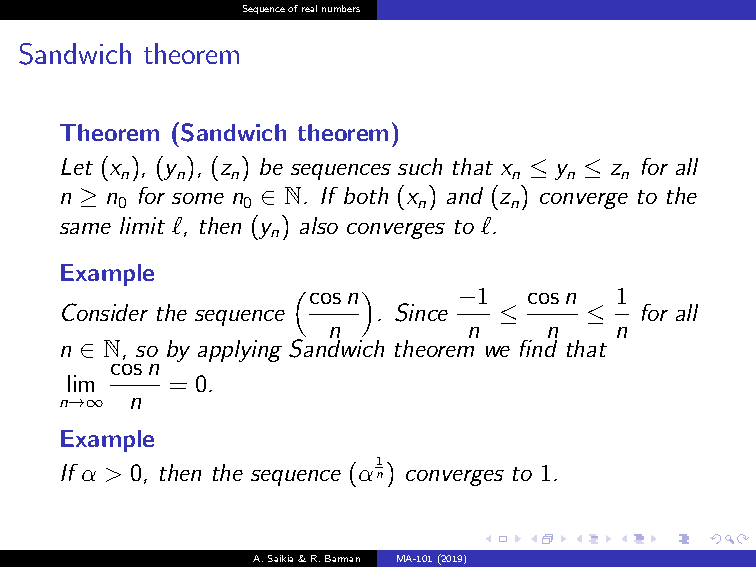 Sequence of real numbers
Sandwich theorem
Theorem (Sandwich theorem)
Let (xₙ), (yₙ), (zₙ) be sequences such that xₙ ≤ yₙ ≤ zₙ for all
n ≥ n₀ for some n₀ ∈ ℕ. If both (xₙ) and (zₙ) converge to the
same limit ℓ, then (yₙ) also converges to ℓ.
Example
Consider the sequence (cos n / n). Since −1/n ≤ cos n / n ≤ 1/n for all
n ∈ ℕ, so by applying Sandwich theorem we find that
lim n→∞ cos n / n = 0.
Example
If α > 0, then the sequence (α^(1/n)) converges to 1.
A. Saikia & R. Barman MA-101 (2019)